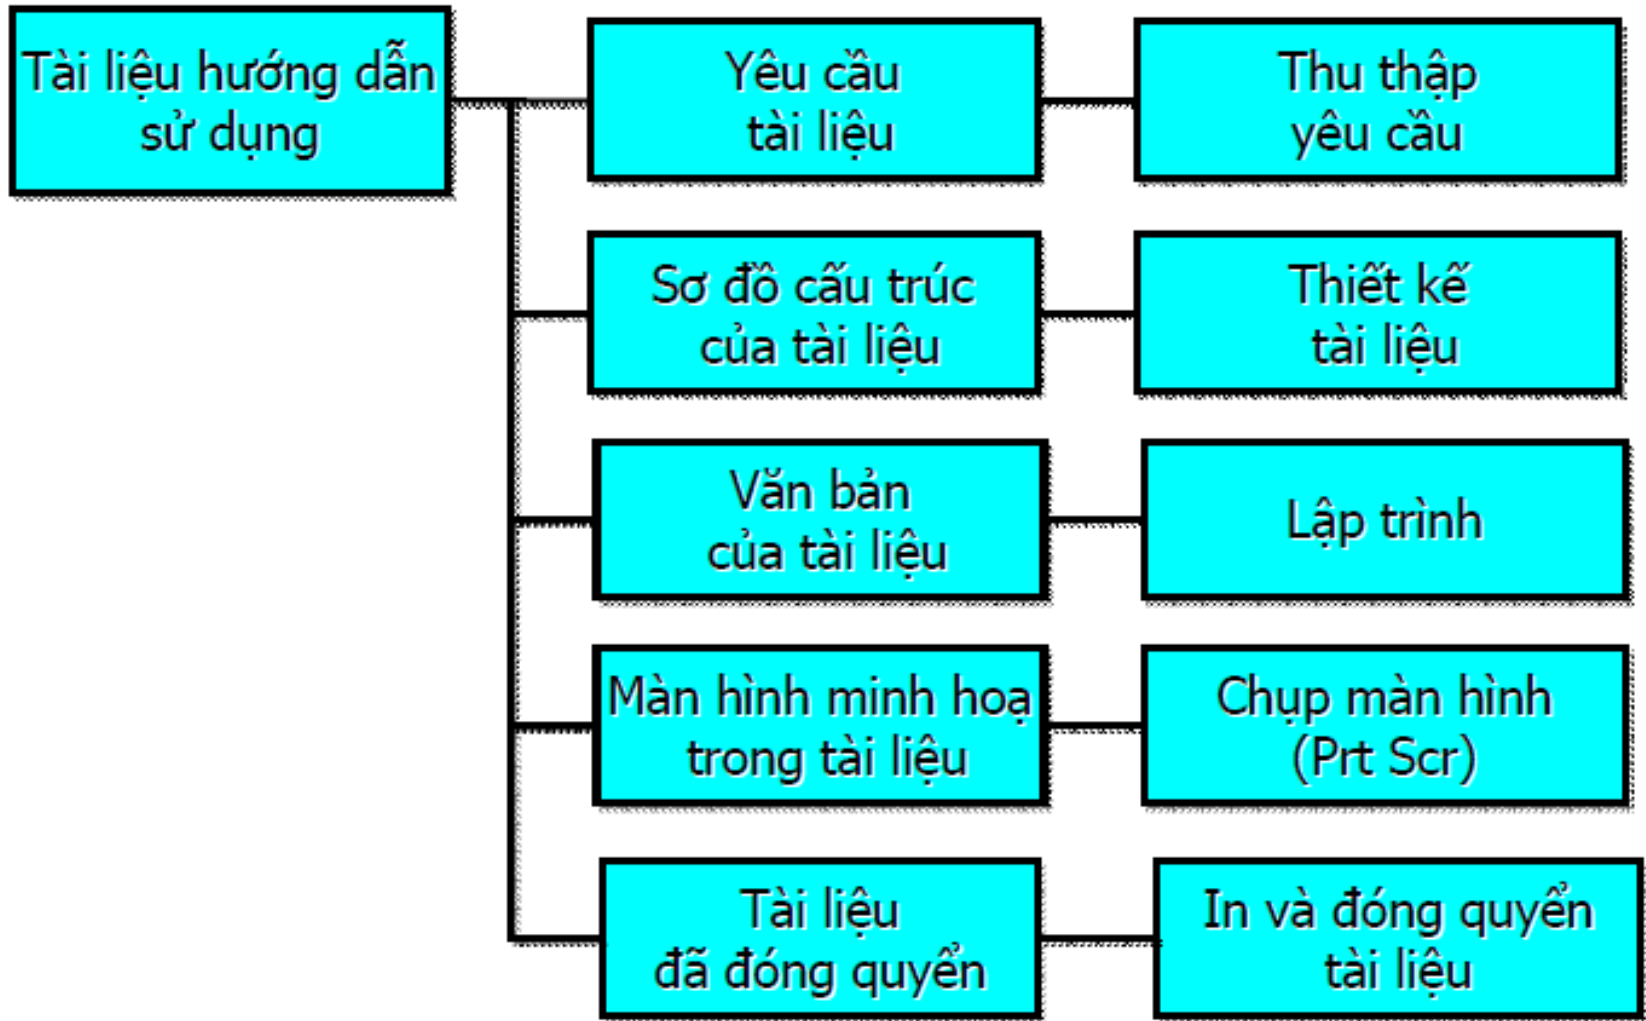 Tài liệu hướng dẫn
sử dụng
Yêu cầu
tài liệu
Thu thập
yêu cầu
Sơ đồ cấu trúc
của tài liệu
Thiết kế
tài liệu
Văn bản
của tài liệu
Lập trình
Màn hình minh hoạ
trong tài liệu
Chụp màn hình
(Prt Scr)
Tài liệu
đã đóng quyển
In và đóng quyển
tài liệu